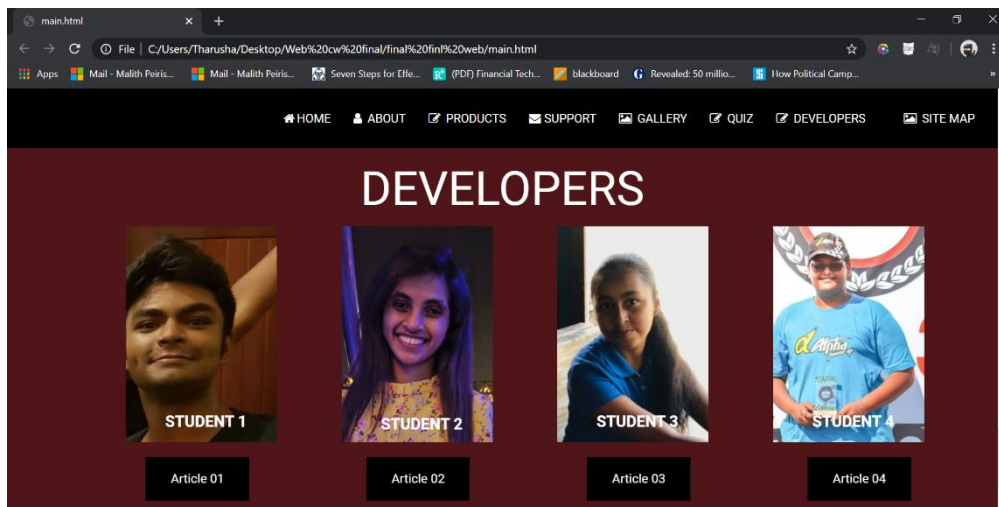 main.html
File | C:/Users/Tharusha/Desktop/Web%20cw%20final/final%20finl%20web/main.html
Apps Mail - Malith Peiris... Mail - Malith Peiris... Seven Steps for Effe... (PDF) Financial Tech... blackboard Revealed: 50 millio... How Political Camp... »
HOME ABOUT PRODUCTS SUPPORT GALLERY QUIZ DEVELOPERS SITE MAP
DEVELOPERS
Alpha
STUDENT 1 STUDENT 2 STUDENT 3 STUDENT 4
Article 01 Article 02 Article 03 Article 04